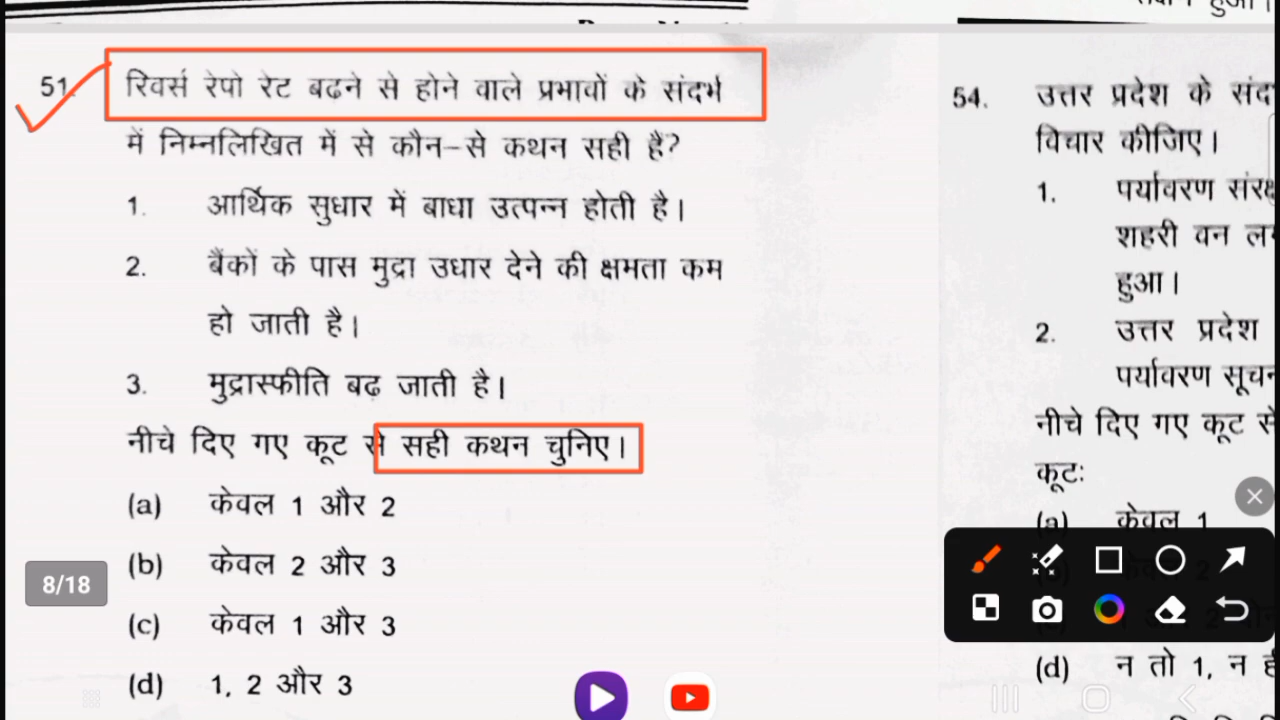 51. रिवर्स रेपो रेट बढने से होने वाले प्रभावों के संदर्भ
में निम्नलिखित में से कौन-से कथन सही हैं?
1. आर्थिक सुधार में बाधा उत्पन्न होती है।
2. बैंकों के पास मुद्रा उधार देने की क्षमता कम
हो जाती है।
3. मुद्रास्फीति बढ़ जाती है।
नीचे दिए गए कूट से सही कथन चुनिए।
(a) केवल 1 और 2
(b) केवल 2 और 3
(c) केवल 1 और 3
(d) 1, 2 और 3
8/18
हुआ।
54. उत्तर प्रदेश के
विचार कीजिए।
1. पर्यावरण
शहरी वन
हुआ।
2. उत्तर प्रदेश
पर्यावरण
नीचे दिए गए कूट से
कूटः
(a) केवल 1
(d) न तो 1, न